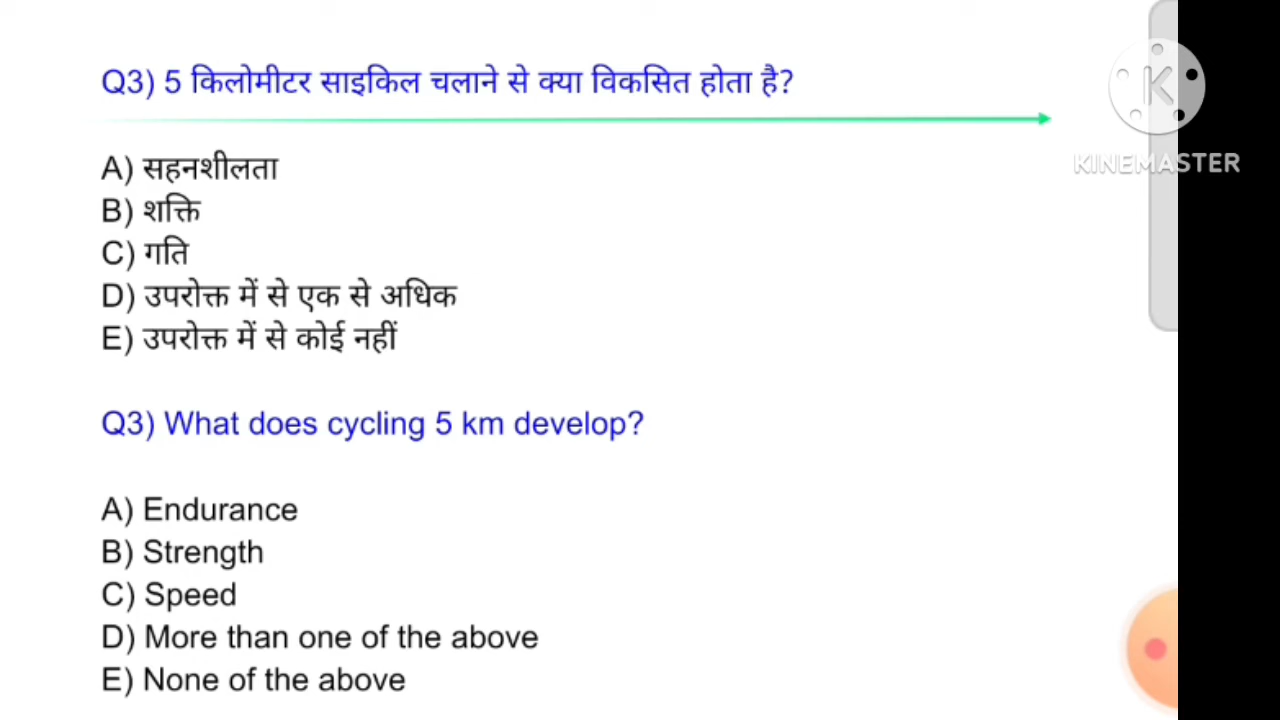 Q3) 5 किलोमीटर साइकिल चलाने से क्या विकसित होता है?
KINEMASTER
A) सहनशीलता
B) शक्ति
C) गति
D) उपरोक्त में से एक से अधिक
E) उपरोक्त में से कोई नहीं
Q3) What does cycling 5 km develop?
A) Endurance
B) Strength
C) Speed
D) More than one of the above
E) None of the above